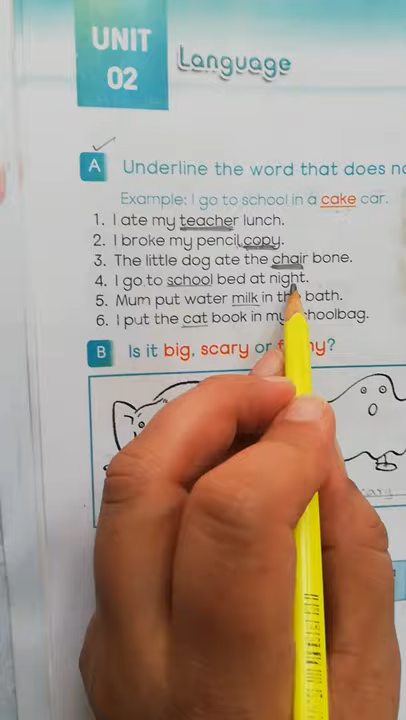 UNIT
02
Language
A Underline the word that does
Example: I go to school in a cake car.
1. I ate my teacher lunch.
2. I broke my pencil copy.
3. The little dog ate the chair bone.
4. I go to school bed at night.
5. Mum put water milk in the bath.
6. I put the cat book in my schoolbag.
B Is it big, scary or funny?